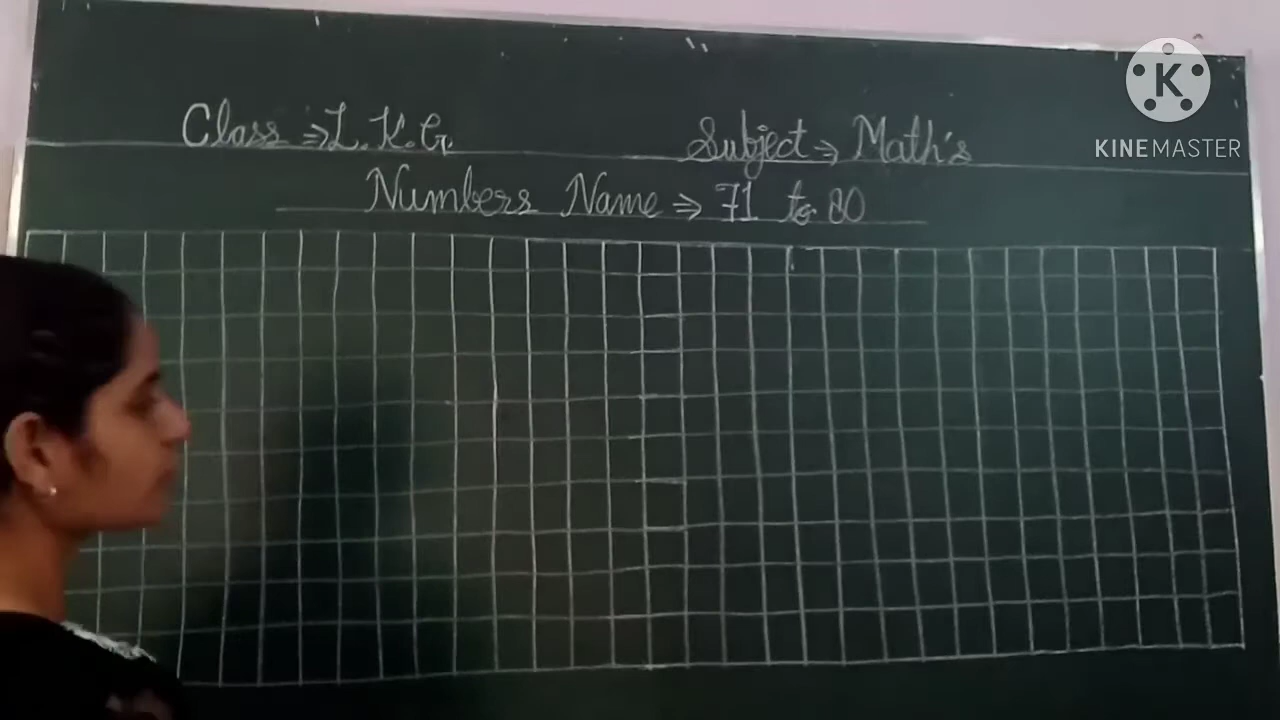 Class ⇒ L.K.G.
Subject ⇒ Math's
Numbers Name ⇒ 71 to 80
K
KINEMASTER